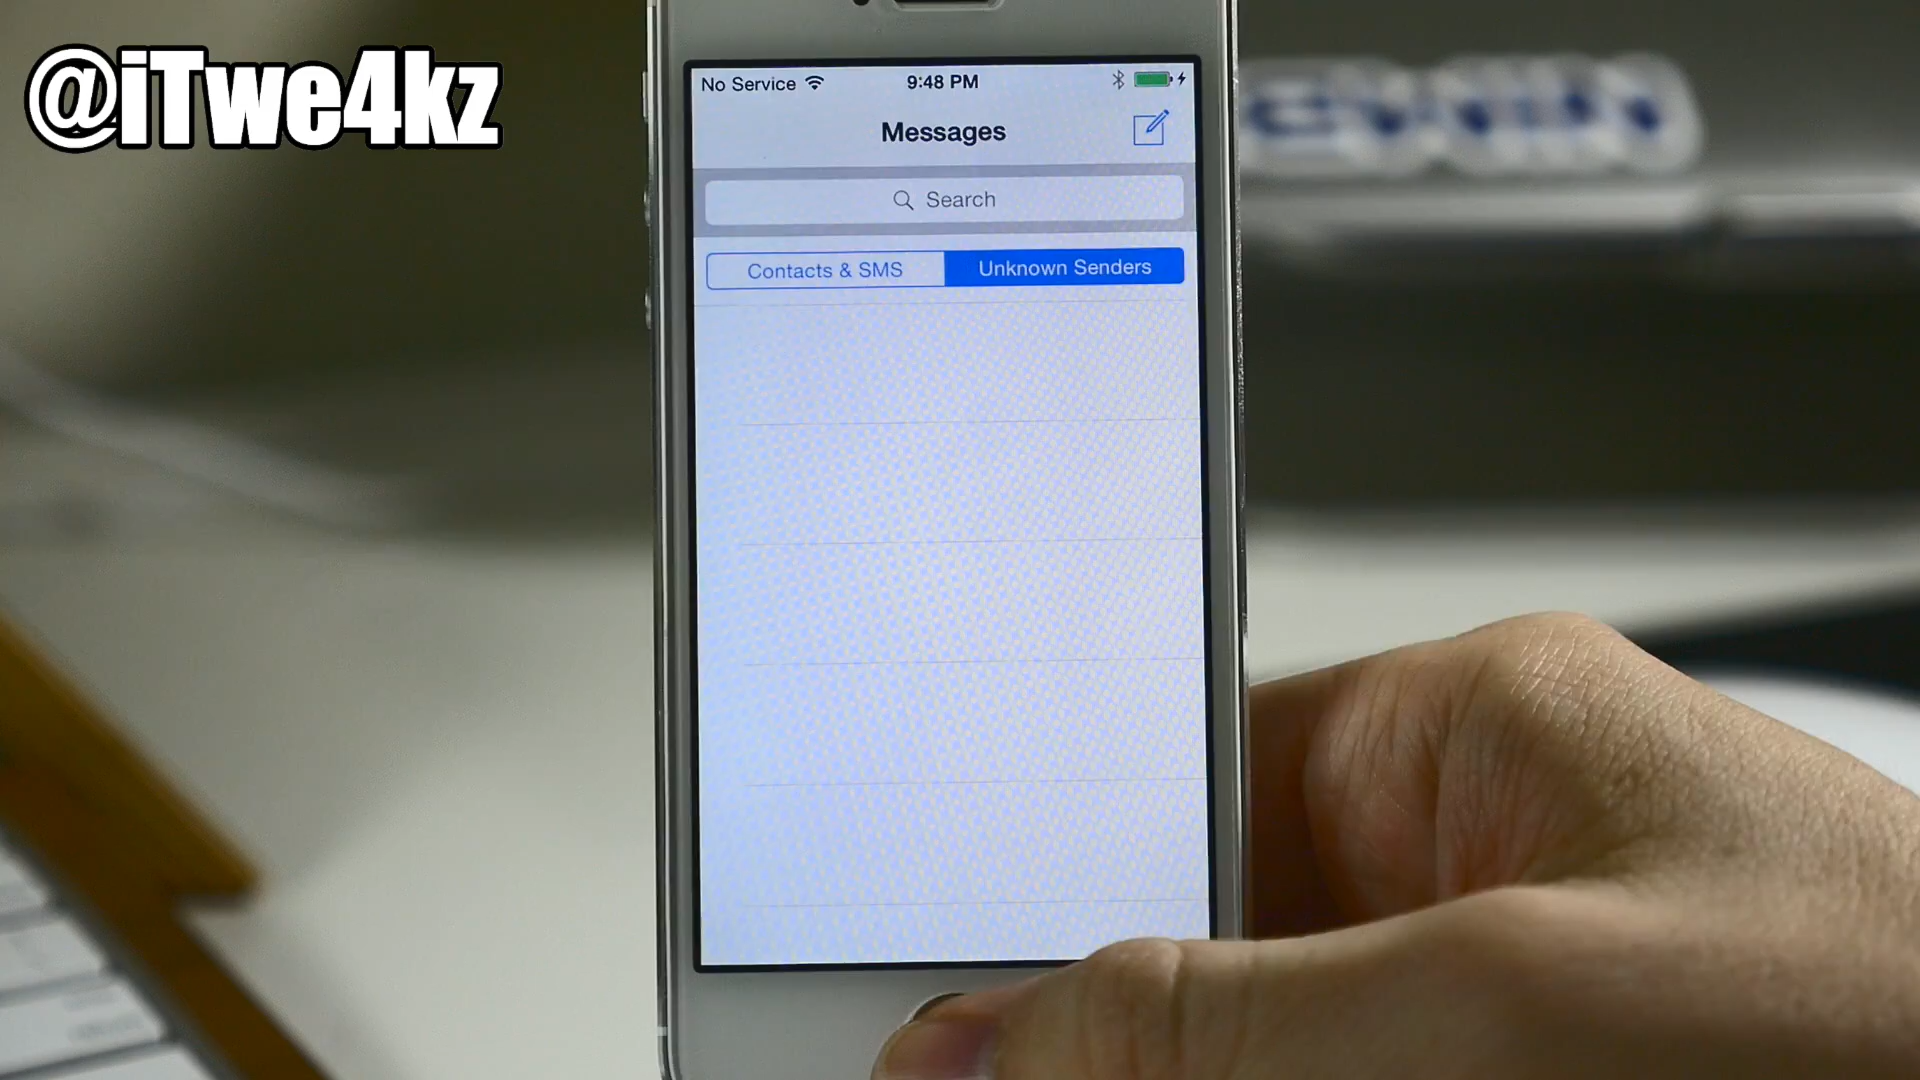 @iTwe4kz
No Service 9:48 PM
Messages
Search
Contacts & SMS Unknown Senders